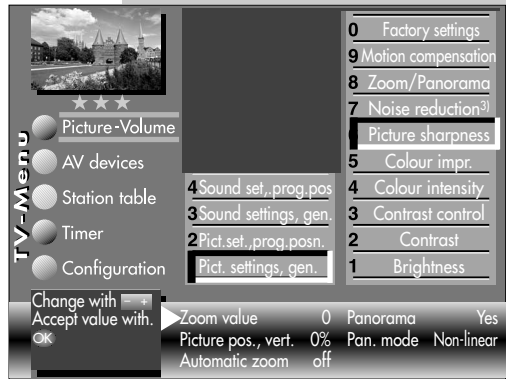 TV-Menu
★★★
Picture-Volume
AV devices
Station table
Timer
Configuration
4 Sound set,.prog.pos
3 Sound settings, gen.
2 Pict.set.,prog.posn.
Pict. settings, gen.
0 Factory settings
9 Motion compensation
8 Zoom/Panorama
7 Noise reduction3)
Picture sharpness
5 Colour impr.
4 Colour intensity
3 Contrast control
2 Contrast
1 Brightness
Change with - +
Accept value with.
OK
Zoom value 0
Picture pos., vert. 0%
Automatic zoom off
Panorama Yes
Pan. mode Non-linear